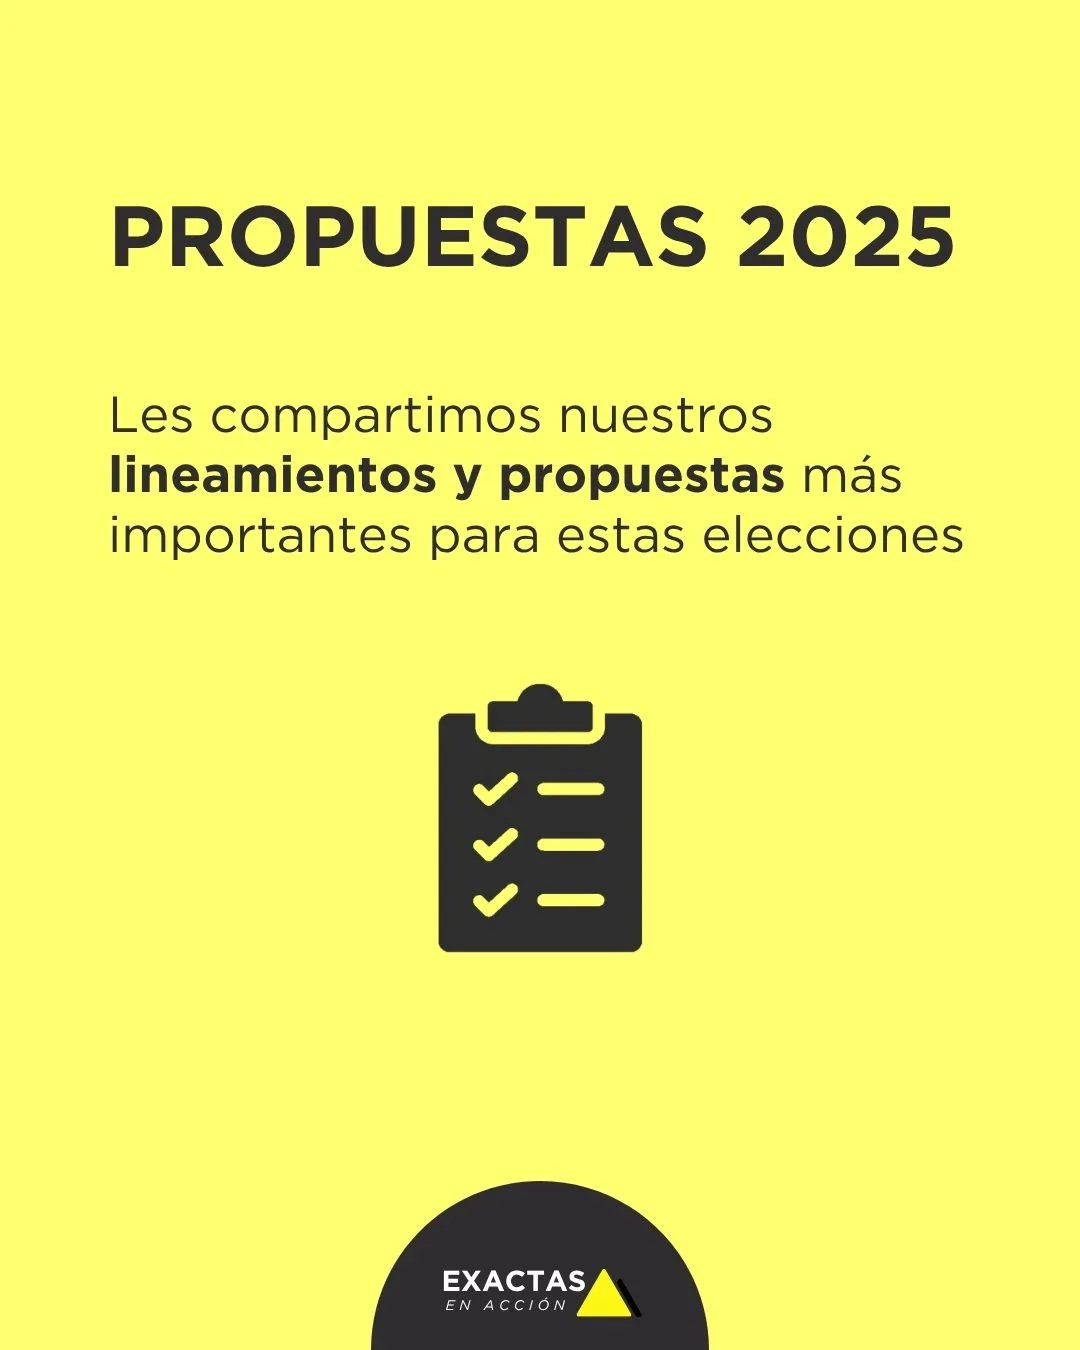 PROPUESTAS 2025
Les compartimos nuestros
lineamientos y propuestas más
importantes para estas elecciones
EXACTAS
EN ACCIÓN